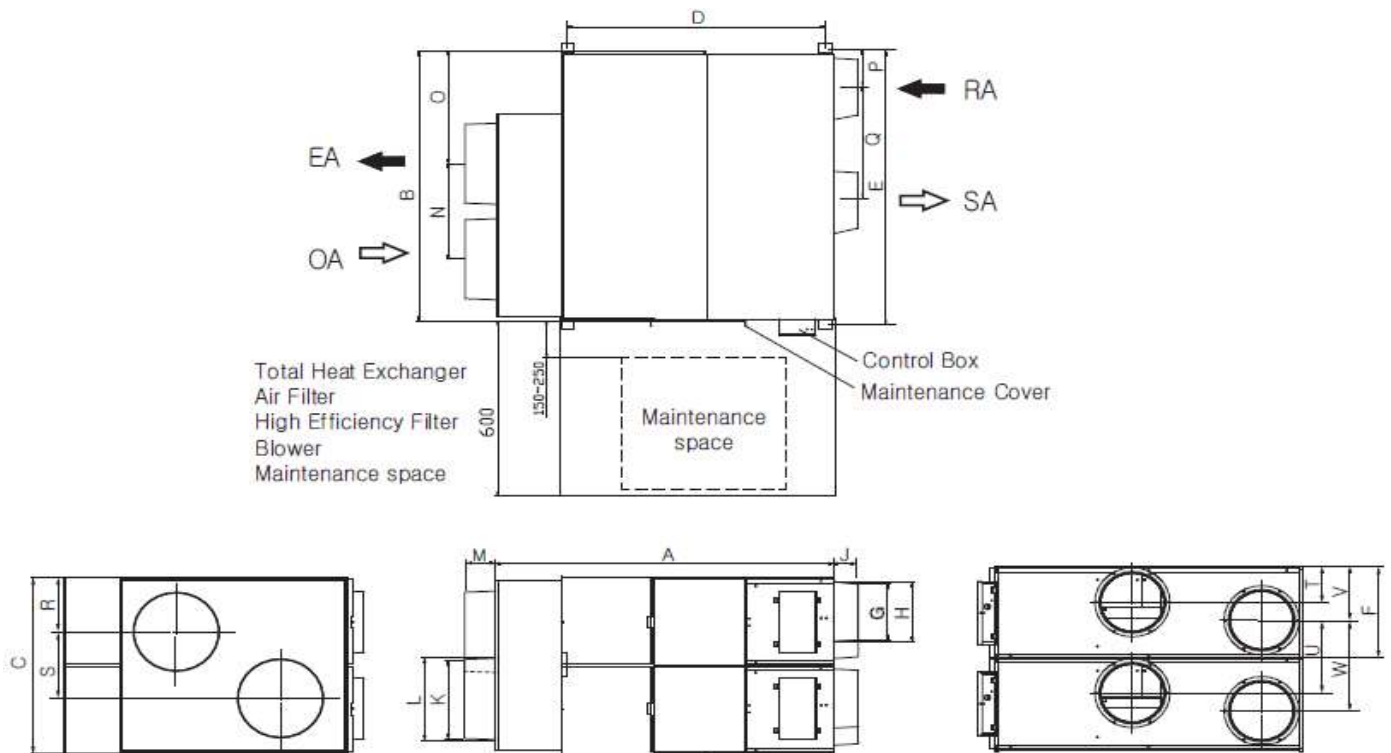 D
O
B
N
P
Q
E
EA
OA
RA
SA
Total Heat Exchanger
Air Filter
High Efficiency Filter
Blower
Maintenance space
600
150-250
Maintenance
space
Control Box
Maintenance Cover
R
C
S
M
A
J
G
H
L
K
T
V
F
U
W